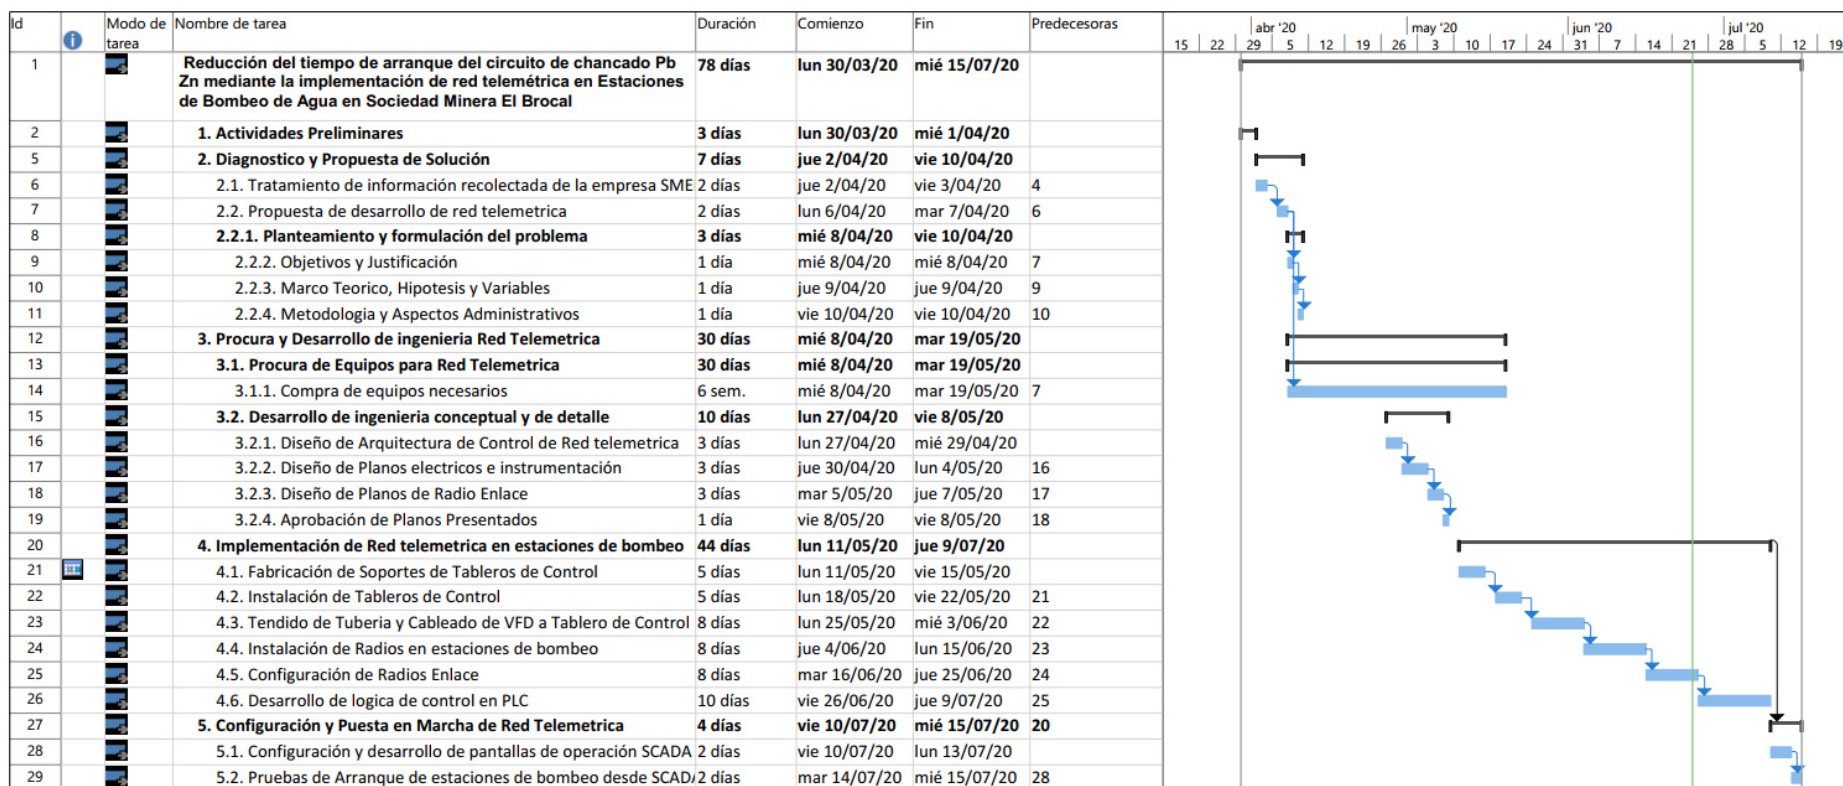 Id Modo de tarea Nombre de tarea Duración Comienzo Fin Predecesoras
abr '20 may '20 jun '20 jul '20
15 22 29 5 12 19 26 3 10 17 24 31 7 14 21 28 5 12 19
1 Reducción del tiempo de arranque del circuito de chancado Pb 78 días lun 30/03/20 mié 15/07/20
Zn mediante la implementación de red telemétrica en Estaciones
de Bombeo de Agua en Sociedad Minera El Brocal
2 1. Actividades Preliminares 3 días lun 30/03/20 mié 1/04/20
5 2. Diagnostico y Propuesta de Solución 7 días jue 2/04/20 vie 10/04/20
6 2.1. Tratamiento de información recolectada de la empresa SME 2 días jue 2/04/20 vie 3/04/20 4
7 2.2. Propuesta de desarrollo de red telemetrica 2 días lun 6/04/20 mar 7/04/20 6
8 2.2.1. Planteamiento y formulación del problema 3 días mié 8/04/20 vie 10/04/20
9 2.2.2. Objetivos y Justificación 1 día mié 8/04/20 mié 8/04/20 7
10 2.2.3. Marco Teorico, Hipotesis y Variables 1 día jue 9/04/20 jue 9/04/20 9
11 2.2.4. Metodologia y Aspectos Administrativos 1 día vie 10/04/20 vie 10/04/20 10
12 3. Procura y Desarrollo de ingenieria Red Telemetrica 30 días mié 8/04/20 mar 19/05/20
13 3.1. Procura de Equipos para Red Telemetrica 30 días mié 8/04/20 mar 19/05/20
14 3.1.1. Compra de equipos necesarios 6 sem. mié 8/04/20 mar 19/05/20 7
15 3.2. Desarrollo de ingenieria conceptual y de detalle 10 días lun 27/04/20 vie 8/05/20
16 3.2.1. Diseño de Arquitectura de Control de Red telemetrica 3 días lun 27/04/20 mié 29/04/20
17 3.2.2. Diseño de Planos electricos e instrumentación 3 días jue 30/04/20 lun 4/05/20 16
18 3.2.3. Diseño de Planos de Radio Enlace 3 días mar 5/05/20 jue 7/05/20 17
19 3.2.4. Aprobación de Planos Presentados 1 día vie 8/05/20 vie 8/05/20 18
20 4. Implementación de Red telemetrica en estaciones de bombeo 44 días lun 11/05/20 jue 9/07/20
21 4.1. Fabricación de Soportes de Tableros de Control 5 días lun 11/05/20 vie 15/05/20
22 4.2. Instalación de Tableros de Control 5 días lun 18/05/20 vie 22/05/20 21
23 4.3. Tendido de Tuberia y Cableado de VFD a Tablero de Control 8 días lun 25/05/20 mié 3/06/20 22
24 4.4. Instalación de Radios en estaciones de bombeo 8 días jue 4/06/20 lun 15/06/20 23
25 4.5. Configuración de Radios Enlace 8 días mar 16/06/20 jue 25/06/20 24
26 4.6. Desarrollo de logica de control en PLC 10 días vie 26/06/20 jue 9/07/20 25
27 5. Configuración y Puesta en Marcha de Red Telemetrica 4 días vie 10/07/20 mié 15/07/20 20
28 5.1. Configuración y desarrollo de pantallas de operación SCADA 2 días vie 10/07/20 lun 13/07/20
29 5.2. Pruebas de Arranque de estaciones de bombeo desde SCADA 2 días mar 14/07/20 mié 15/07/20 28